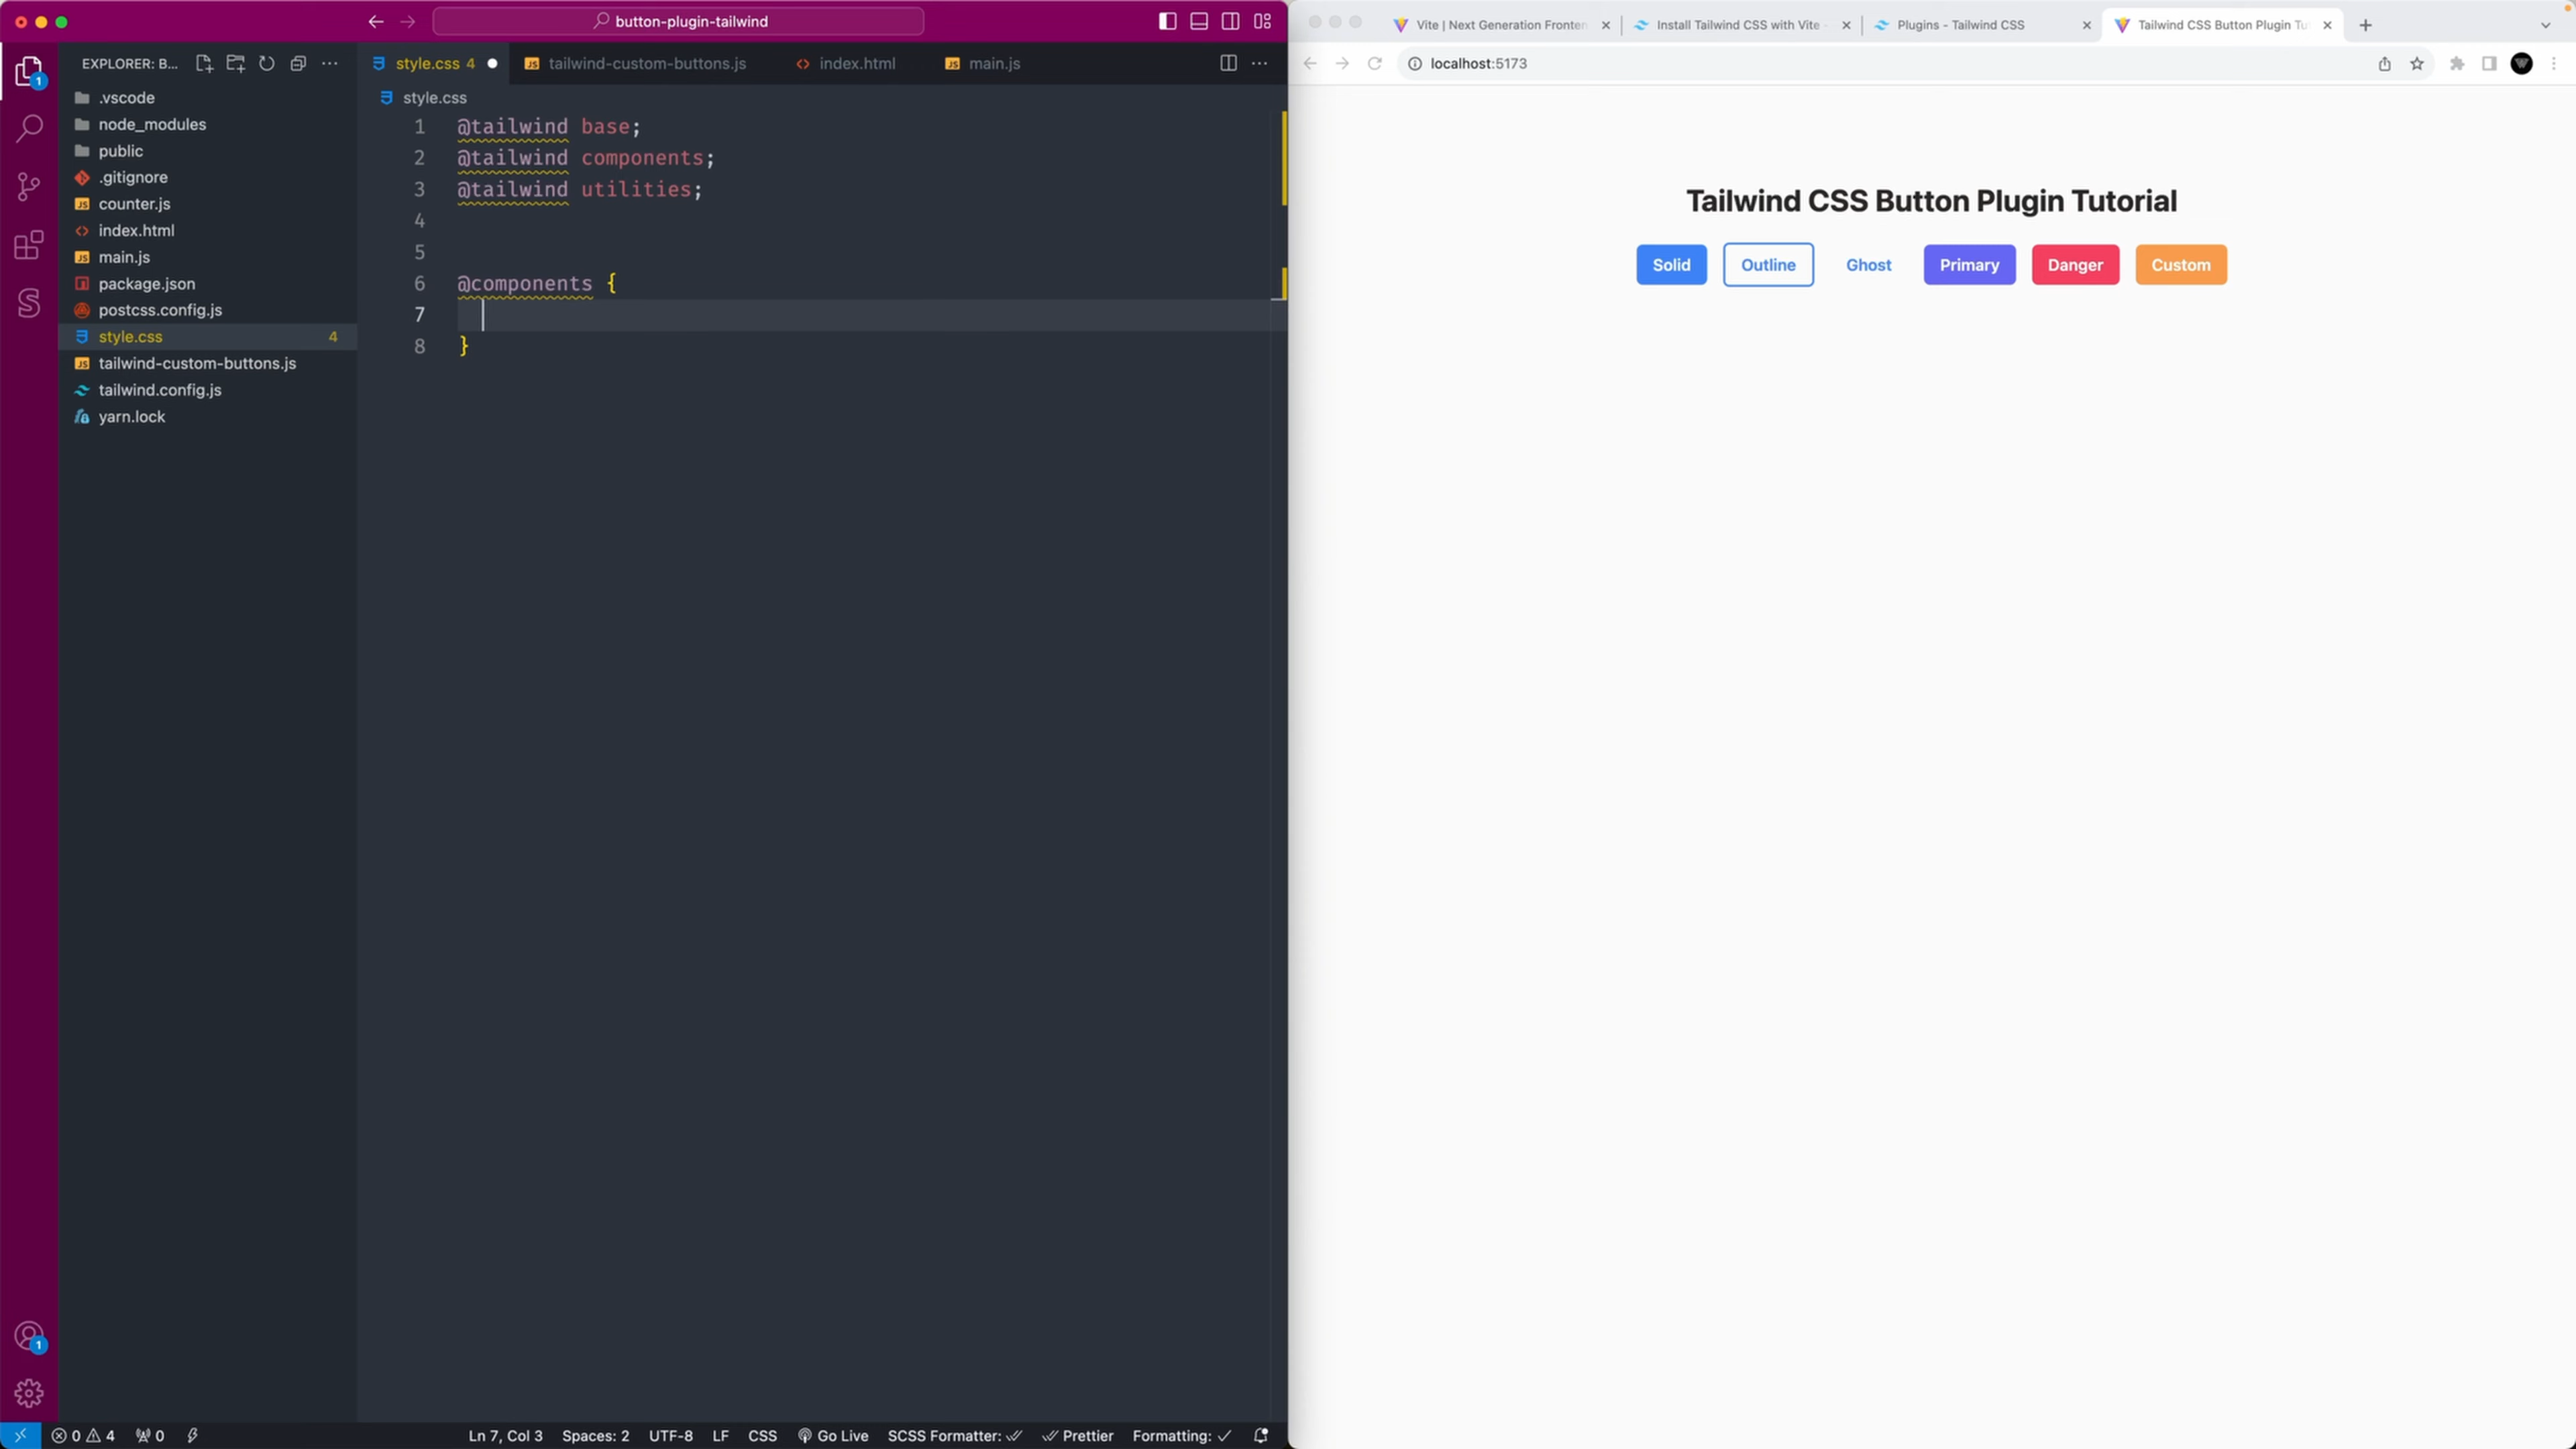 button-plugin-tailwind
EXPLORER: B...
.vscode
node_modules
public
.gitignore
counter.js
index.html
main.js
package.json
postcss.config.js
style.css 4
tailwind-custom-buttons.js
tailwind.config.js
yarn.lock
1
1
style.css 4
tailwind-custom-buttons.js
index.html
main.js
style.css
1 @tailwind base;
2 @tailwind components;
3 @tailwind utilities;
4
5
6 @components {
7
8 }
0 4 0
Ln 7, Col 3 Spaces: 2 UTF-8 LF CSS Go Live SCSS Formatter: Prettier Formatting:
Vite | Next Generation Fronten
Install Tailwind CSS with Vite -
Plugins - Tailwind CSS
Tailwind CSS Button Plugin Tu
localhost:5173
Tailwind CSS Button Plugin Tutorial
Solid Outline Ghost Primary Danger Custom